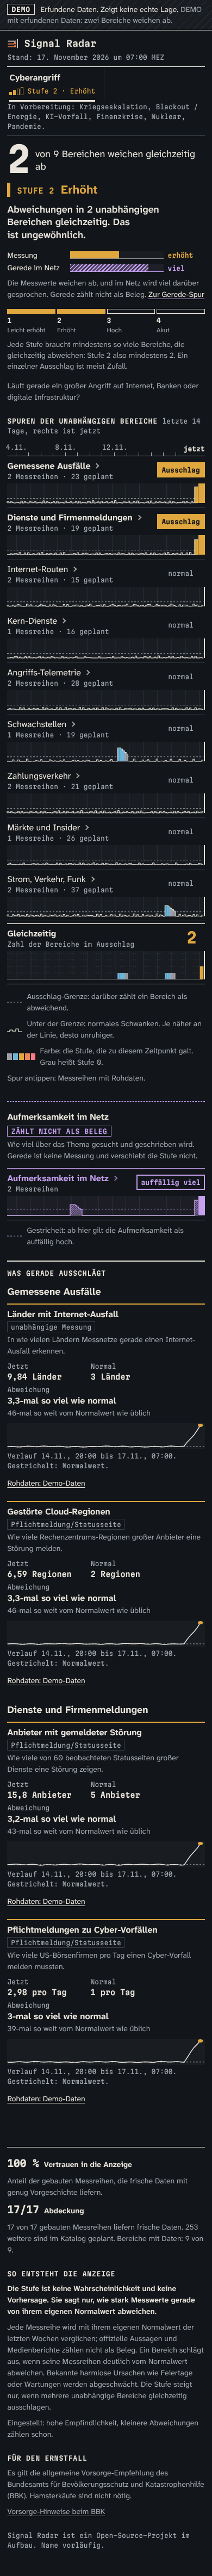 DEMO Erfundene Daten. Zeigt keine echte Lage. DEMO
mit erfundenen Daten: zwei Bereiche weichen ab.
Signal Radar
Stand: 17. November 2026 um 07:00 MEZ
Cyberangriff
Stufe 2 · Erhöht
In Vorbereitung: Kriegseskalation, Blackout /
Energie, KI-Vorfall, Finanzkrise, Nuklear,
Pandemie.
2 von 9 Bereichen weichen gleichzeitig
ab
STUFE 2 Erhöht
Abweichungen in 2 unabhängigen
Bereichen gleichzeitig. Das
ist ungewöhnlich.
Messung erhöht
Gerede im Netz viel
Die Messwerte weichen ab, und im Netz wird viel darüber
gesprochen. Gerede zählt nicht als Beleg. Zur Gerede-Spur
1 2 3 4
Leicht erhöht Erhöht Hoch Akut
Jede Stufe braucht mindestens so viele Bereiche, die
gleichzeitig abweichen: Stufe 2 also mindestens 2. Ein
einzelner Ausschlag ist meist Zufall.
Läuft gerade ein großer Angriff auf Internet, Banken oder
digitale Infrastruktur?
SPUREN DER UNABHÄNGIGEN BEREICHE letzte 14
Tage, rechts ist jetzt
4.11. 8.11. 12.11. jetzt
Gemessene Ausfälle >
Ausschlag
2 Messreihen · 23 geplant
Dienste und Firmenmeldungen >
Ausschlag
2 Messreihen · 19 geplant
Internet-Routen >
normal
2 Messreihen · 15 geplant
Kern-Dienste >
normal
1 Messreihe · 16 geplant
Angriffs-Telemetrie >
normal
2 Messreihen · 28 geplant
Schwachstellen >
normal
1 Messreihe · 19 geplant
Zahlungsverkehr >
normal
2 Messreihen · 21 geplant
Märkte und Insider >
normal
1 Messreihe · 26 geplant
Strom, Verkehr, Funk >
normal
2 Messreihen · 37 geplant
Gleichzeitig
2
Zahl der Bereiche im Ausschlag
Ausschlag-Grenze: darüber zählt ein Bereich als
abweichend.
Unter der Grenze: normales Schwanken. Je näher an
der Linie, desto unruhiger.
Farbe: die Stufe, die zu diesem Zeitpunkt galt.
Grau heißt Stufe 0.
Spur antippen: Messreihen mit Rohdaten.
Aufmerksamkeit im Netz
ZÄHLT NICHT ALS BELEG
Wie viel über das Thema gesucht und geschrieben wird.
Gerede ist keine Messung und verschiebt die Stufe nicht.
Aufmerksamkeit im Netz >
auffällig viel
2 Messreihen
Gestrichelt: ab hier gilt die Aufmerksamkeit als
auffällig hoch.
WAS GERADE AUSSCHLÄGT
Gemessene Ausfälle
Länder mit Internet-Ausfall
unabhängige Messung
In wie vielen Ländern Messnetze gerade einen Internet-
Ausfall erkennen.
Jetzt Normal
9,84 Länder 3 Länder
Abweichung
3,3-mal so viel wie normal
46-mal so weit vom Normalwert wie üblich
Verlauf 14.11., 20:00 bis 17.11., 07:00.
Gestrichelt: Normalwert.
Rohdaten: Demo-Daten
Gestörte Cloud-Regionen
Pflichtmeldung/Statusseite
Wie viele Rechenzentrums-Regionen großer Anbieter eine
Störung melden.
Jetzt Normal
6,59 Regionen 2 Regionen
Abweichung
3,3-mal so viel wie normal
46-mal so weit vom Normalwert wie üblich
Verlauf 14.11., 20:00 bis 17.11., 07:00.
Gestrichelt: Normalwert.
Rohdaten: Demo-Daten
Dienste und Firmenmeldungen
Anbieter mit gemeldeter Störung
Pflichtmeldung/Statusseite
Wie viele von 60 beobachteten Statusseiten großer
Dienste eine Störung zeigen.
Jetzt Normal
15,8 Anbieter 5 Anbieter
Abweichung
3,2-mal so viel wie normal
43-mal so weit vom Normalwert wie üblich
Verlauf 14.11., 20:00 bis 17.11., 07:00.
Gestrichelt: Normalwert.
Rohdaten: Demo-Daten
Pflichtmeldungen zu Cyber-Vorfällen
Pflichtmeldung/Statusseite
Wie viele US-Börsenfirmen pro Tag einen Cyber-Vorfall
melden mussten.
Jetzt Normal
2,98 pro Tag 1 pro Tag
Abweichung
3-mal so viel wie normal
39-mal so weit vom Normalwert wie üblich
Verlauf 14.11., 20:00 bis 17.11., 07:00.
Gestrichelt: Normalwert.
Rohdaten: Demo-Daten
100 % Vertrauen in die Anzeige
Anteil der gebauten Messreihen, die frische Daten mit
genug Vorgeschichte liefern.
17/17 Abdeckung
17 von 17 gebauten Messreihen liefern frische Daten. 253
weitere sind im Katalog geplant. Bereiche mit Daten: 9 von
9.
SO ENTSTEHT DIE ANZEIGE
Die Stufe ist keine Wahrscheinlichkeit und keine
Vorhersage. Sie sagt nur, wie stark Messwerte gerade
von ihrem eigenen Normalwert abweichen.
Jede Messreihe wird mit ihrem eigenen Normalwert der
letzten Wochen verglichen; offizielle Aussagen und
Medienberichte zählen nicht als Beleg. Ein Bereich schlägt
aus, wenn seine Messreihen deutlich vom Normalwert
abweichen. Bekannte harmlose Ursachen wie Feiertage
oder Wartungen werden abgeschwächt. Die Stufe steigt
nur, wenn mehrere unabhängige Bereiche gleichzeitig
ausschlagen.
Eingestellt: hohe Empfindlichkeit, kleinere Abweichungen
zählen schon.
FÜR DEN ERNSTFALL
Es gilt die allgemeine Vorsorge-Empfehlung des
Bundesamts für Bevölkerungsschutz und Katastrophenhilfe
(BBK). Hamsterkäufe sind nicht nötig.
Vorsorge-Hinweise beim BBK
Signal Radar ist ein Open-Source-Projekt im
Aufbau. Name vorläufig.